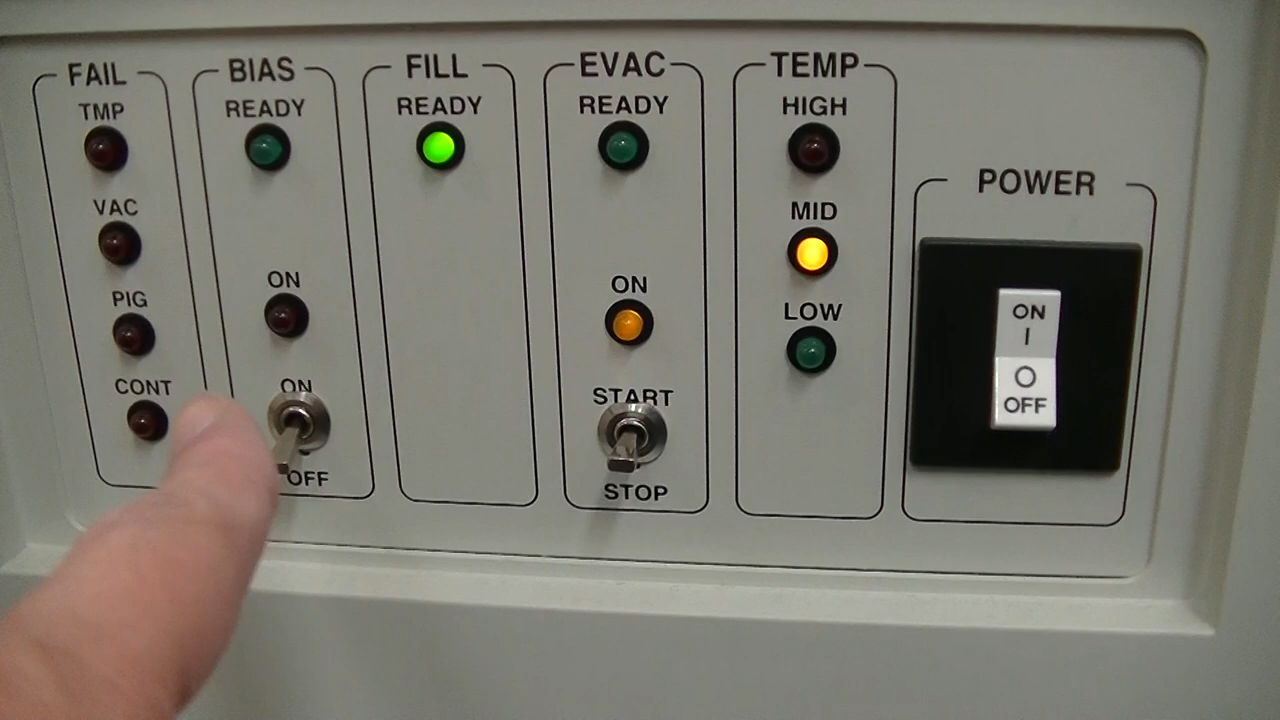 FAIL
TMP
VAC
PIG
CONT
BIAS
READY
ON
ON
OFF
FILL
READY
EVAC
READY
ON
START
STOP
TEMP
HIGH
MID
LOW
POWER
ON
I
O
OFF